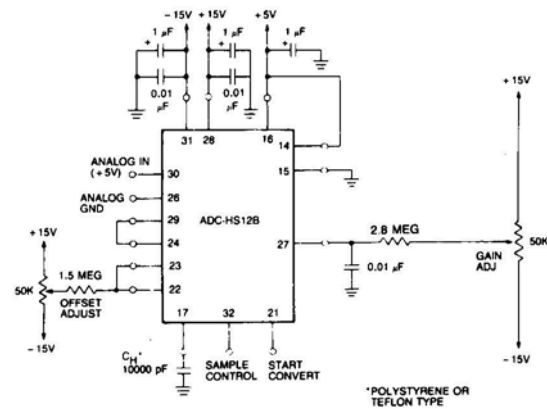 − 15V +15V +5V
1 µF 1 µF 1 µF
+ + +
0.01 µF 0.01 µF
31 28 16
ANALOG IN (+5V) 30
ANALOG GND 26
29
24
23
22
ADC-HS12B
14
15
27
17 32 21
+15V
50K
1.5 MEG
OFFSET ADJUST
− 15V
C_H*
10000 pF
SAMPLE CONTROL
START CONVERT
2.8 MEG
0.01 µF
+15V
50K
GAIN ADJ
− 15V
*POLYSTYRENE OR
TEFLON TYPE